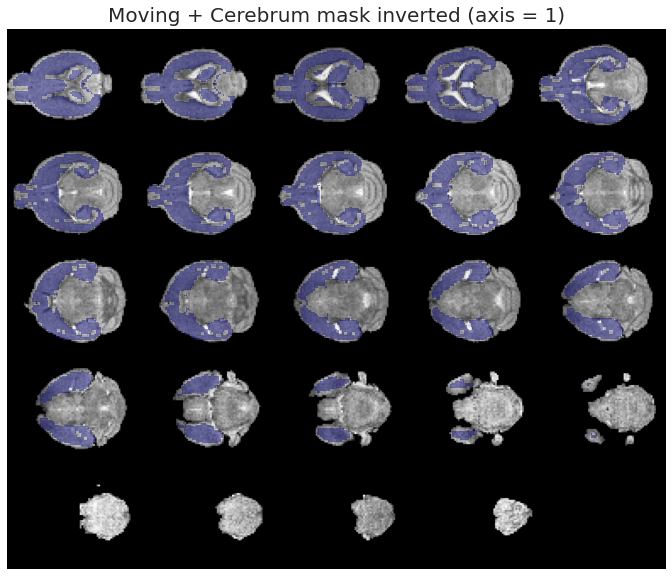 Moving + Cerebrum mask inverted (axis = 1)